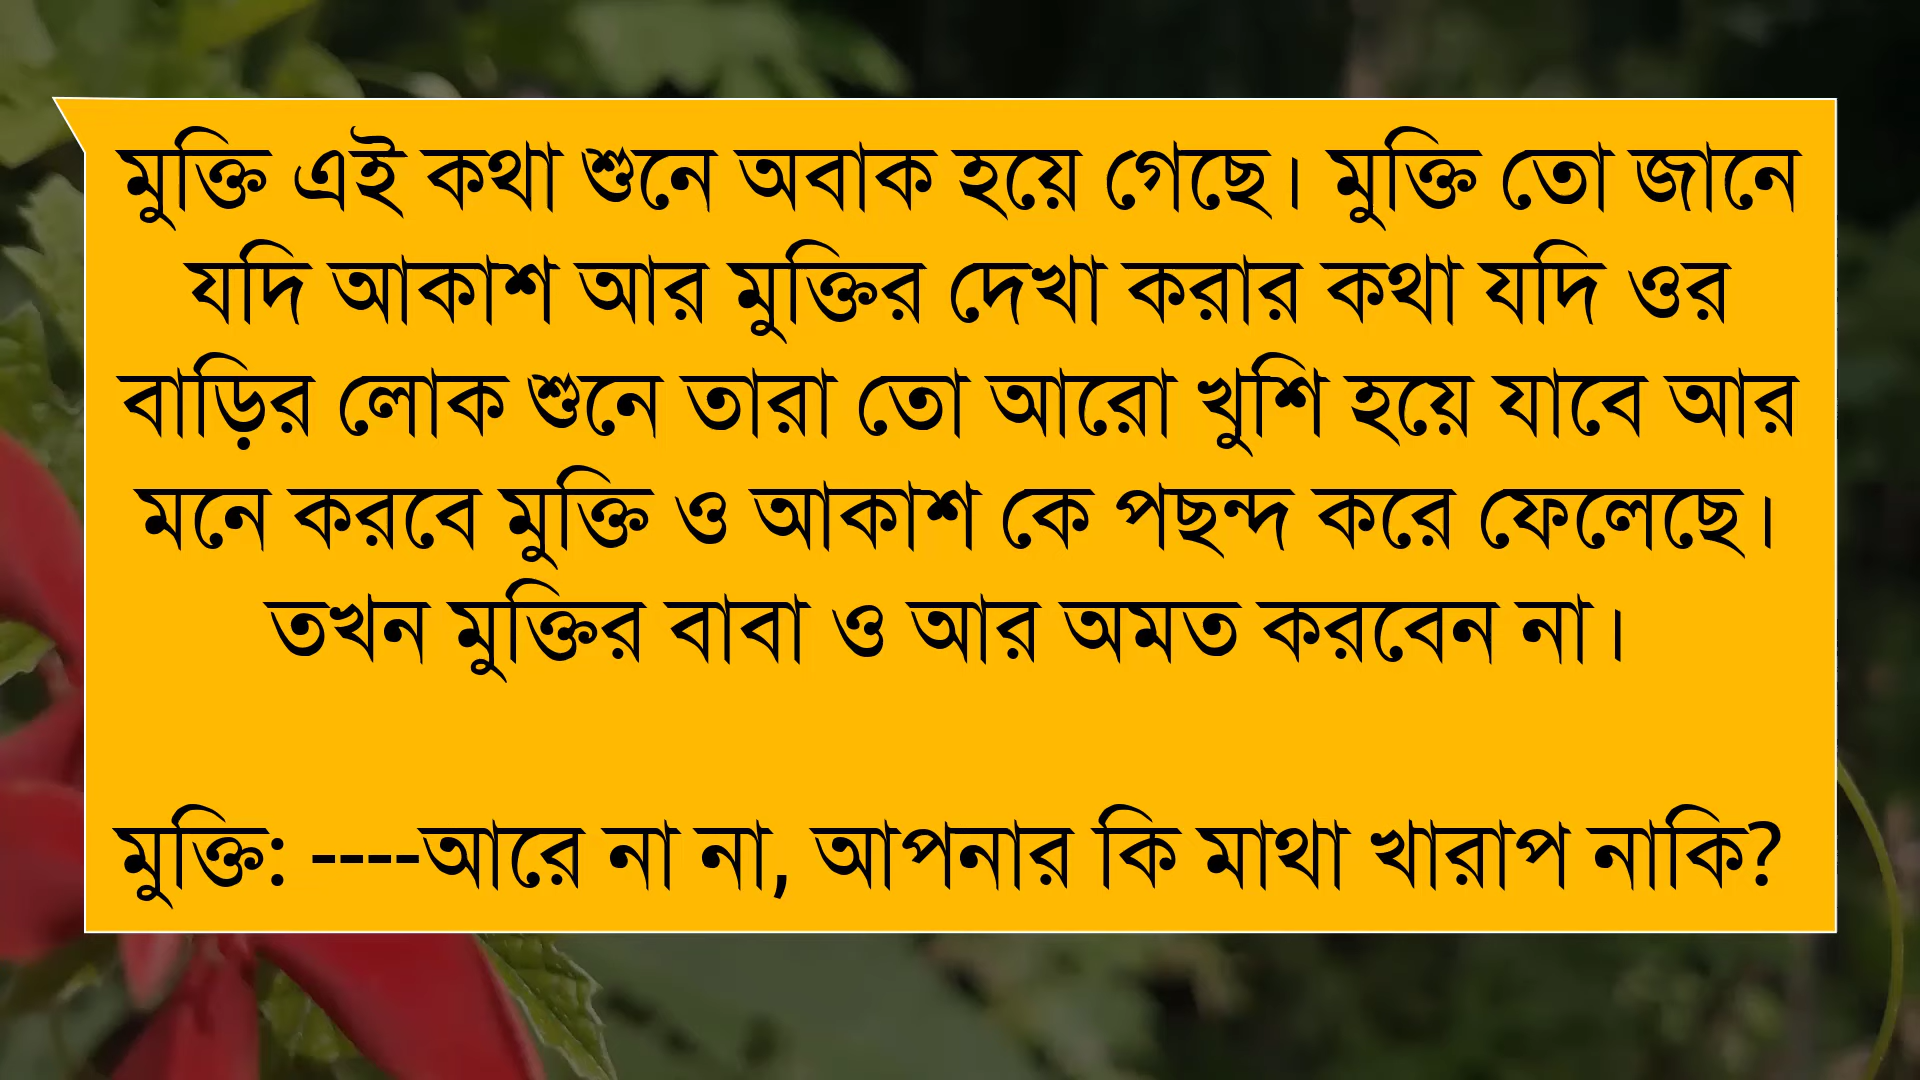 মুক্তি এই কথা শুনে অবাক হয়ে গেছে। মুক্তি তো জানে
যদি আকাশ আর মুক্তির দেখা করার কথা যদি ওর
বাড়ির লোক শুনে তারা তো আরো খুশি হয়ে যাবে আর
মনে করবে মুক্তি ও আকাশ কে পছন্দ করে ফেলেছে।
তখন মুক্তির বাবা ও আর অমত করবেন না।
মুক্তি: ----আরে না না, আপনার কি মাথা খারাপ নাকি?